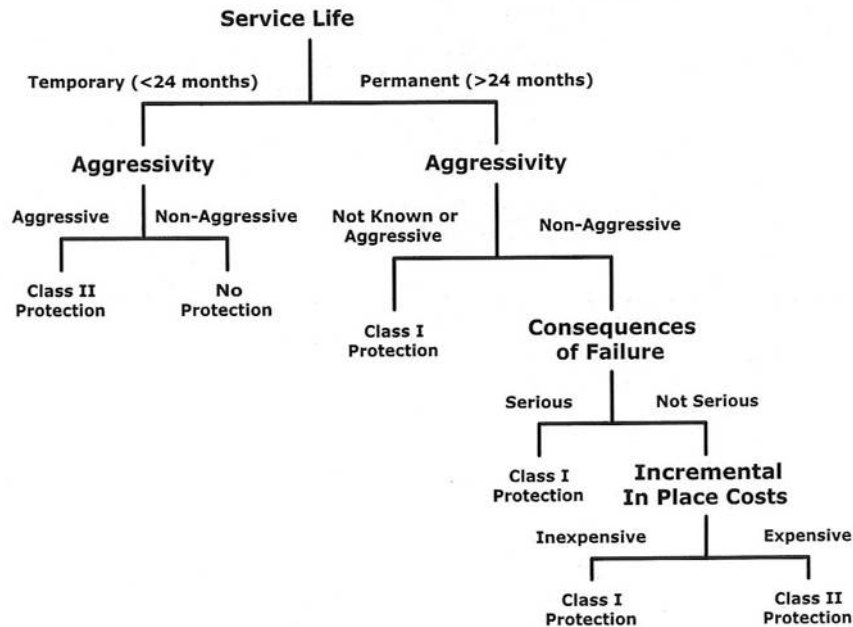 Service Life
Temporary (<24 months)
Permanent (>24 months)
Aggressivity
Aggressivity
Aggressive
Non-Aggressive
Not Known or
Aggressive
Non-Aggressive
Class II
Protection
No
Protection
Class I
Protection
Consequences
of Failure
Serious
Not Serious
Class I
Protection
Incremental
In Place Costs
Inexpensive
Expensive
Class I
Protection
Class II
Protection